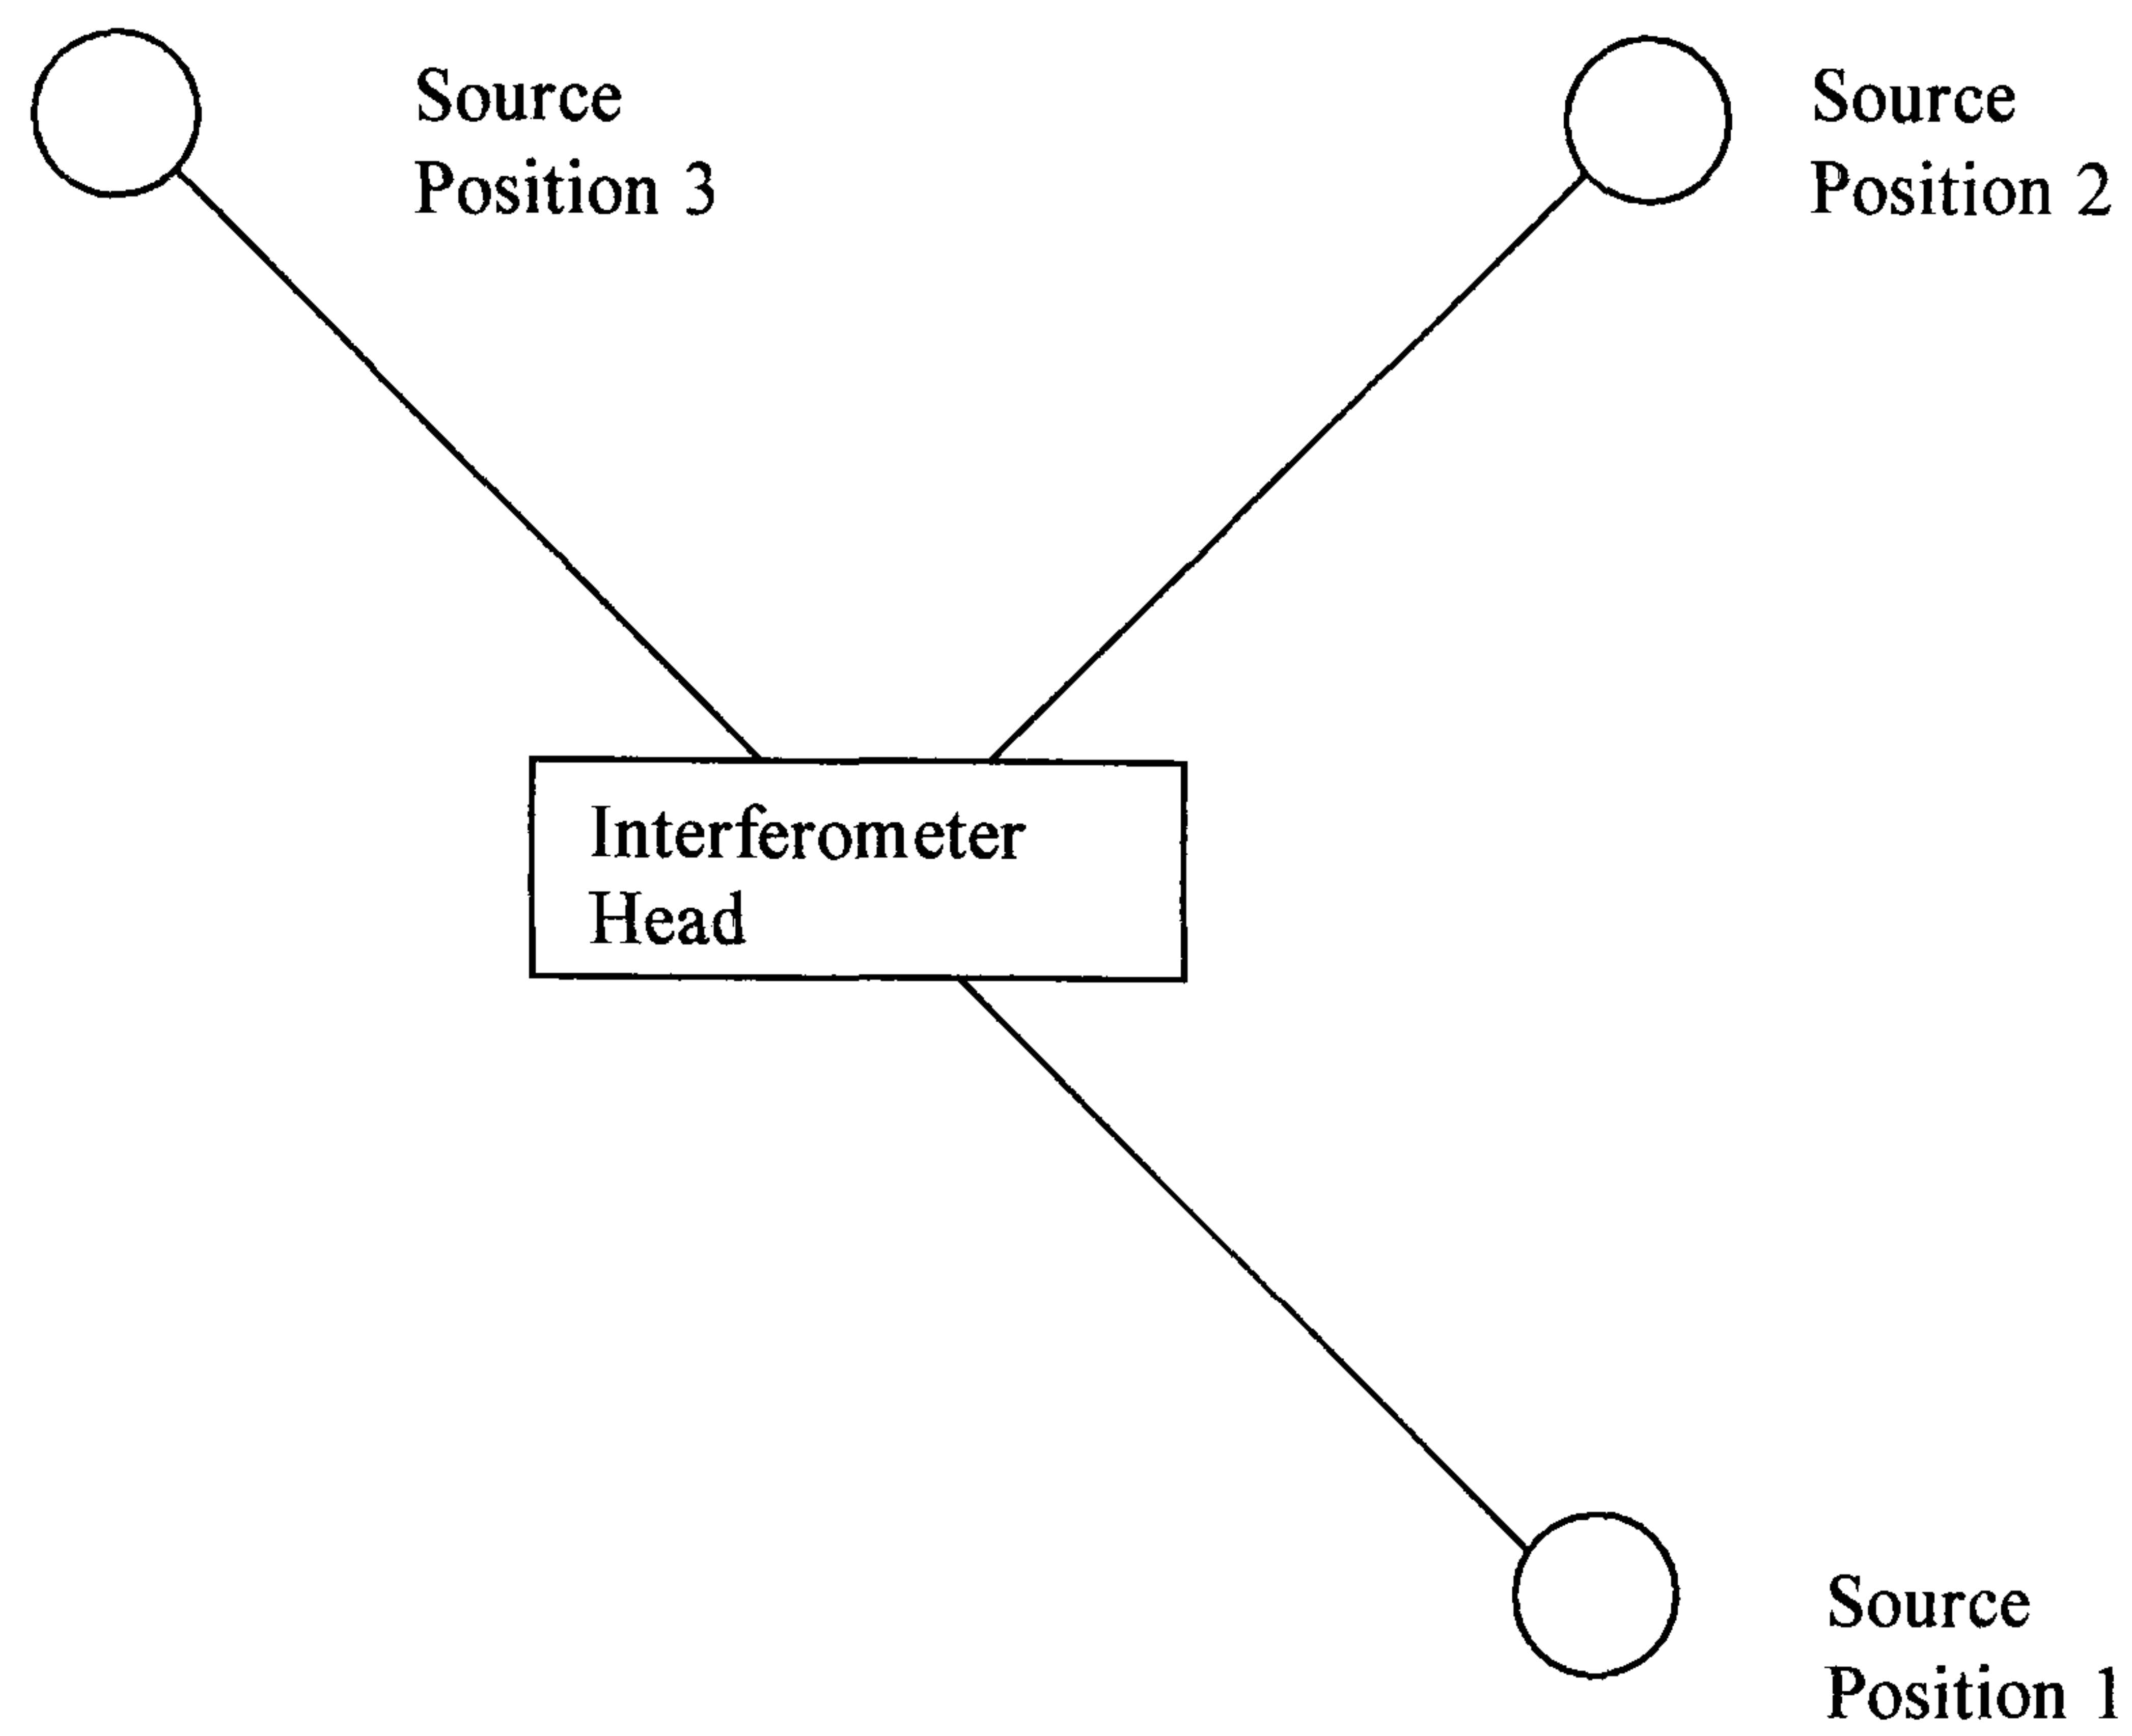 Source
Position 3
Source
Position 2
Interferometer
Head
Source
Position 1